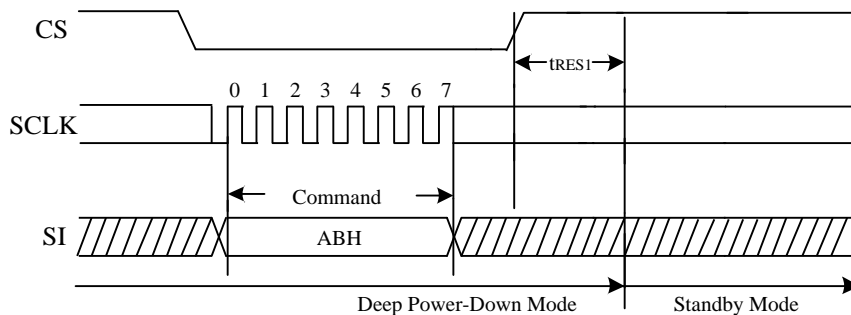 CS
tRES1
0 1 2 3 4 5 6 7
SCLK
Command
SI
ABH
Deep Power-Down Mode Standby Mode